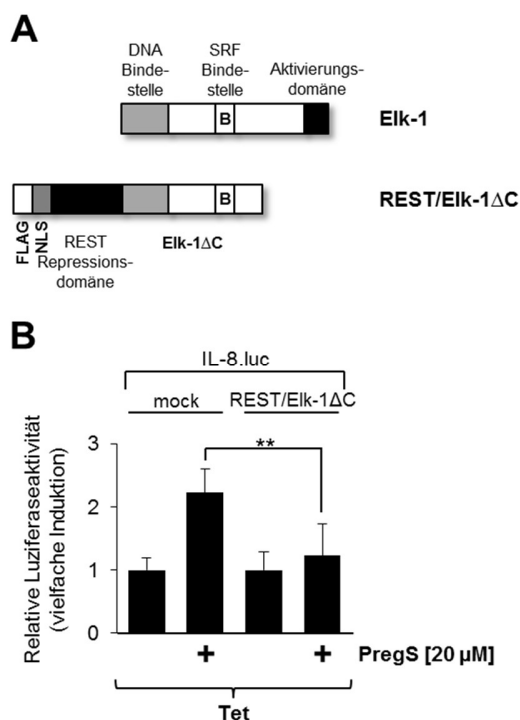 A
DNA
Binde-
stelle
SRF
Binde-
stelle
Aktivierungs-
domäne
B
Elk-1
B
REST/Elk-1ΔC
FLAG
NLS
REST
Repressions-
domäne
Elk-1ΔC
B
IL-8.luc
mock
REST/Elk-1ΔC
Relative Luziferaseaktivität
(vielfache Induktion)
3
2
1
0
**
+
+
PregS [20 µM]
Tet